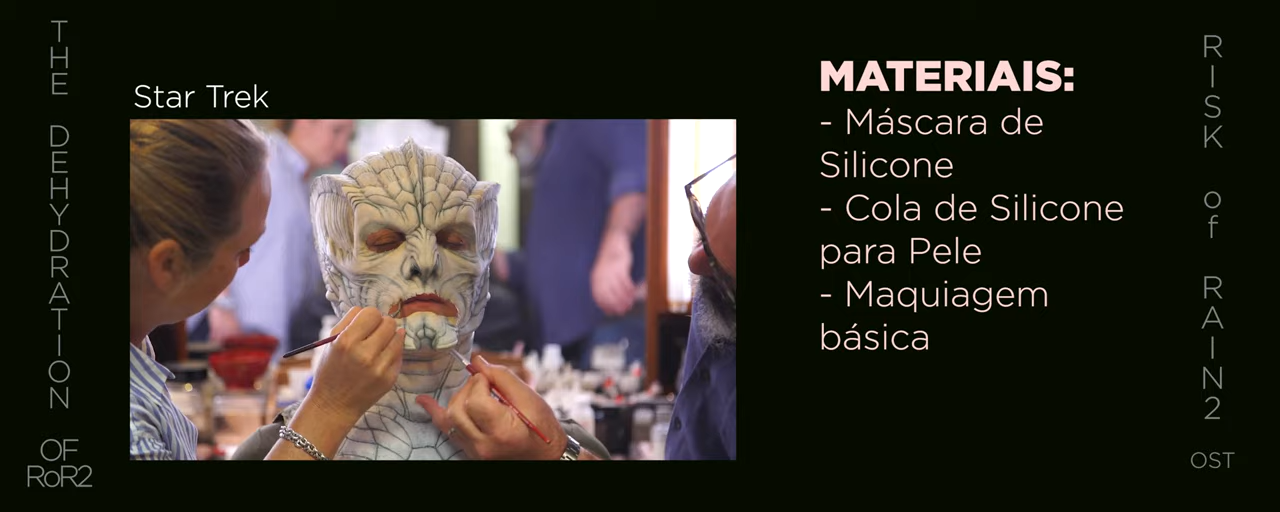 THE DEHYDRATION
OF
RoR2
Star Trek
MATERIAIS:
- Máscara de
Silicone
- Cola de Silicone
para Pele
- Maquiagem
básica
RISK of RAIN2
OST